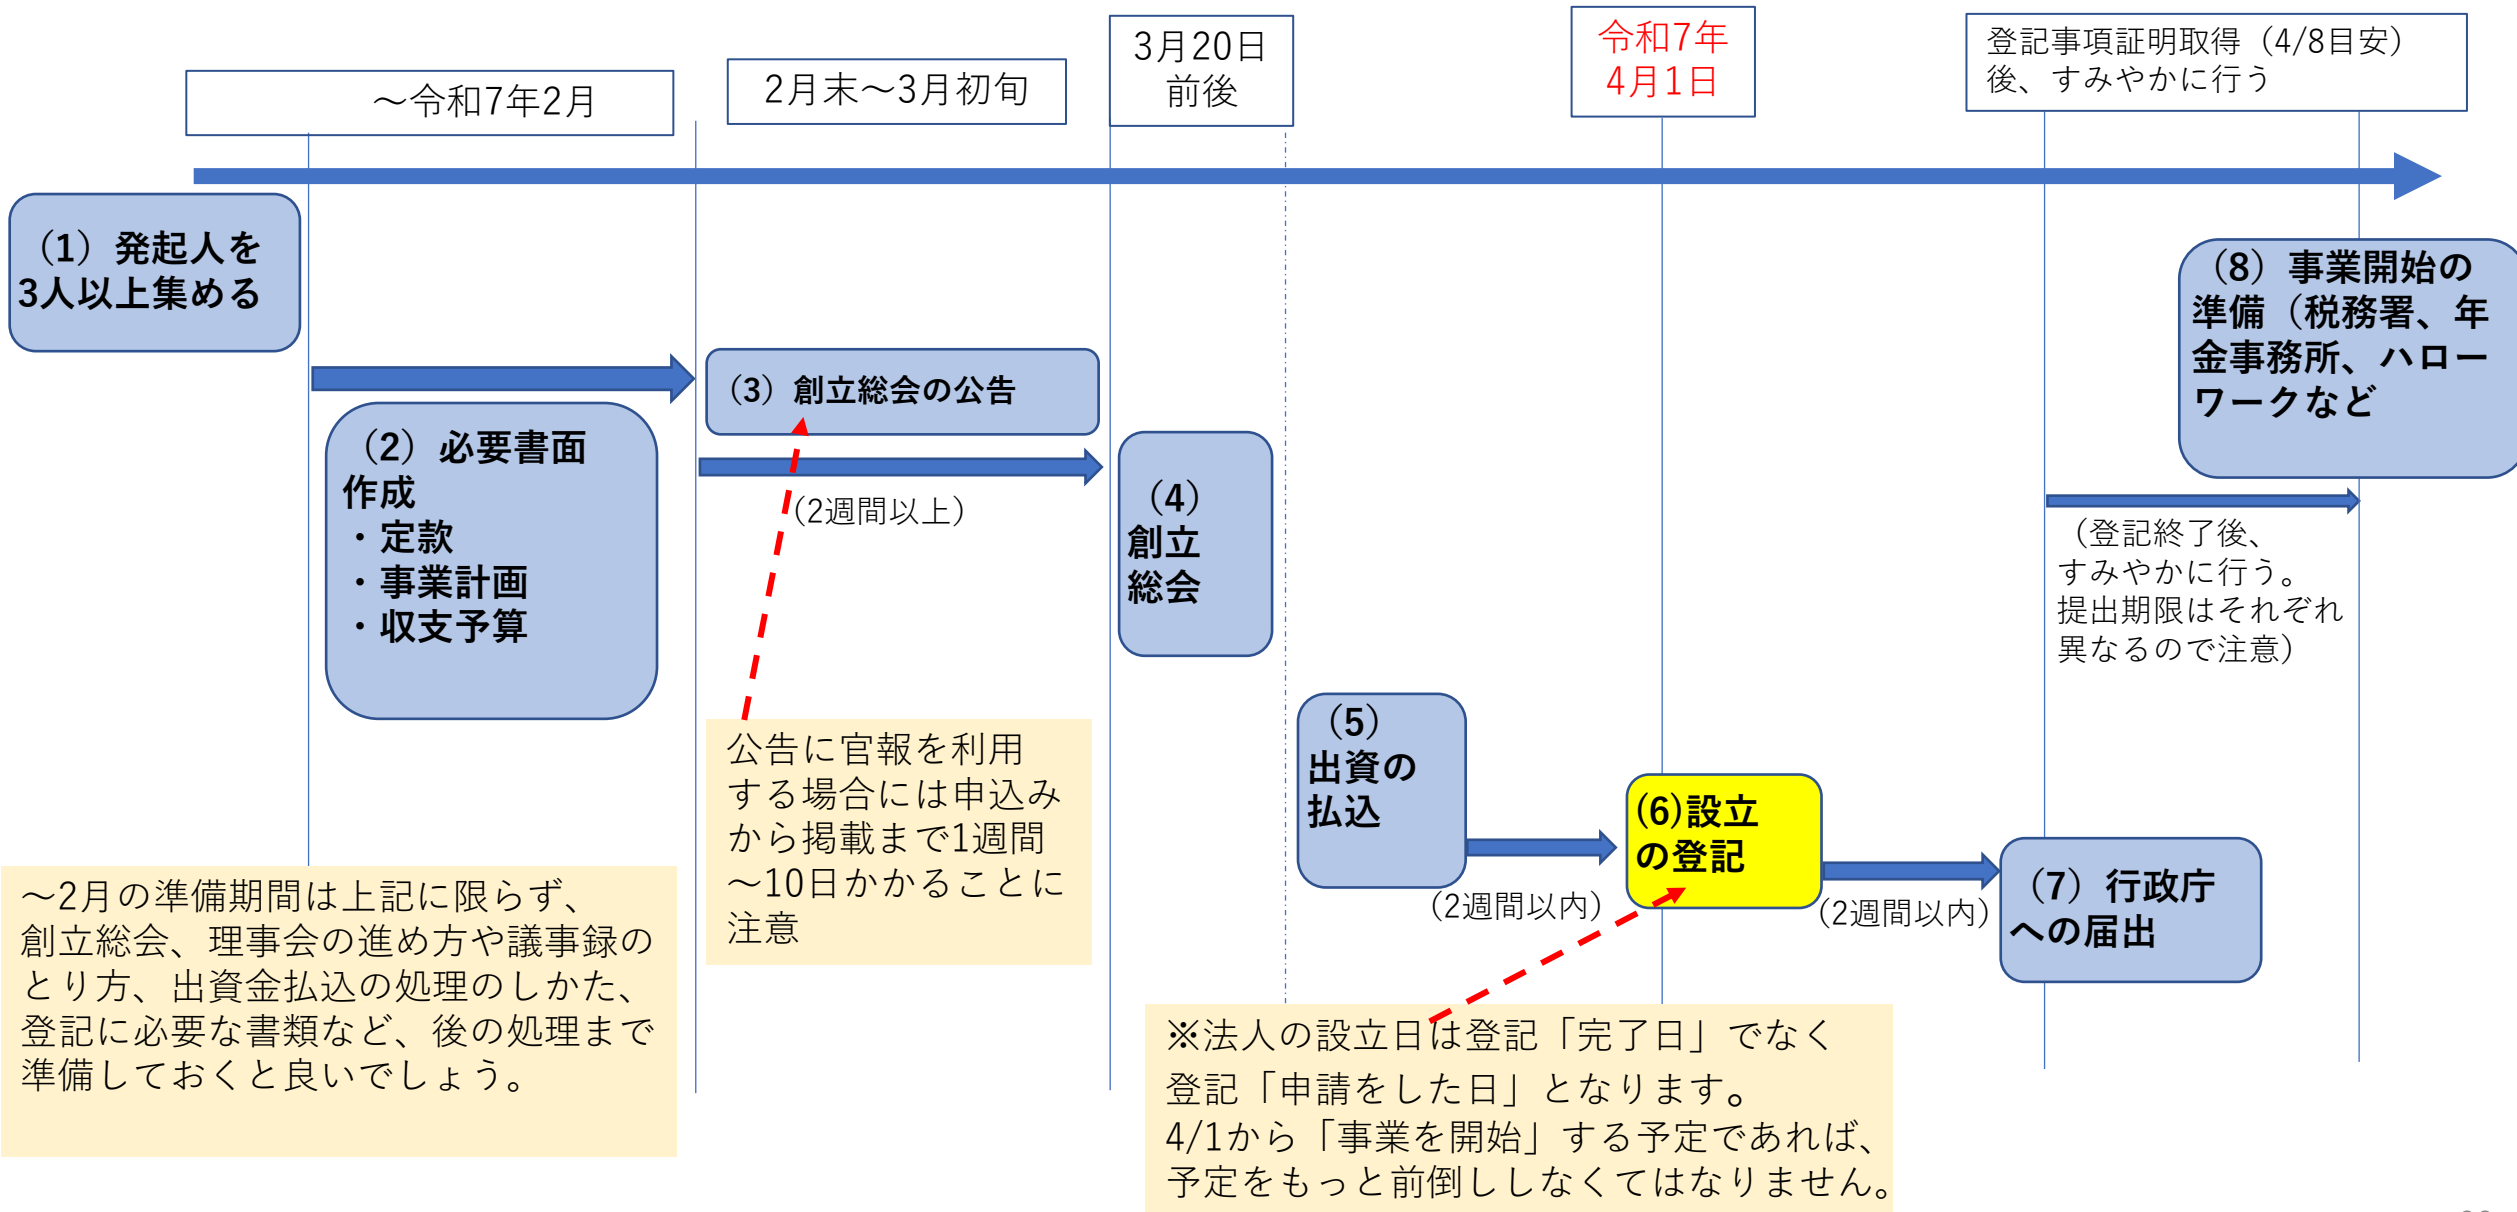 ～令和7年2月
2月末～3月初旬
3月20日
前後
令和7年
4月1日
登記事項証明取得（4/8目安）
後、すみやかに行う
（1）発起人を
3人以上集める
（2）必要書面
作成
・定款
・事業計画
・収支予算
（3）創立総会の公告
（2週間以上）
（4）
創立
総会
（5）
出資の
払込
（2週間以内）
(6)設立
の登記
（2週間以内）
（7）行政庁
への届出
（8）事業開始の
準備（税務署、年
金事務所、ハロー
ワークなど
（登記終了後、
すみやかに行う。
提出期限はそれぞれ
異なるので注意）
公告に官報を利用
する場合には申込み
から掲載まで1週間
～10日かかることに
注意
～2月の準備期間は上記に限らず、
創立総会、理事会の進め方や議事録の
とり方、出資金払込の処理のしかた、
登記に必要な書類など、後の処理まで
準備しておくと良いでしょう。
※法人の設立日は登記「完了日」でなく
登記「申請をした日」となります。
4/1から「事業を開始」する予定であれば、
予定をもっと前倒ししなくてはなりません。